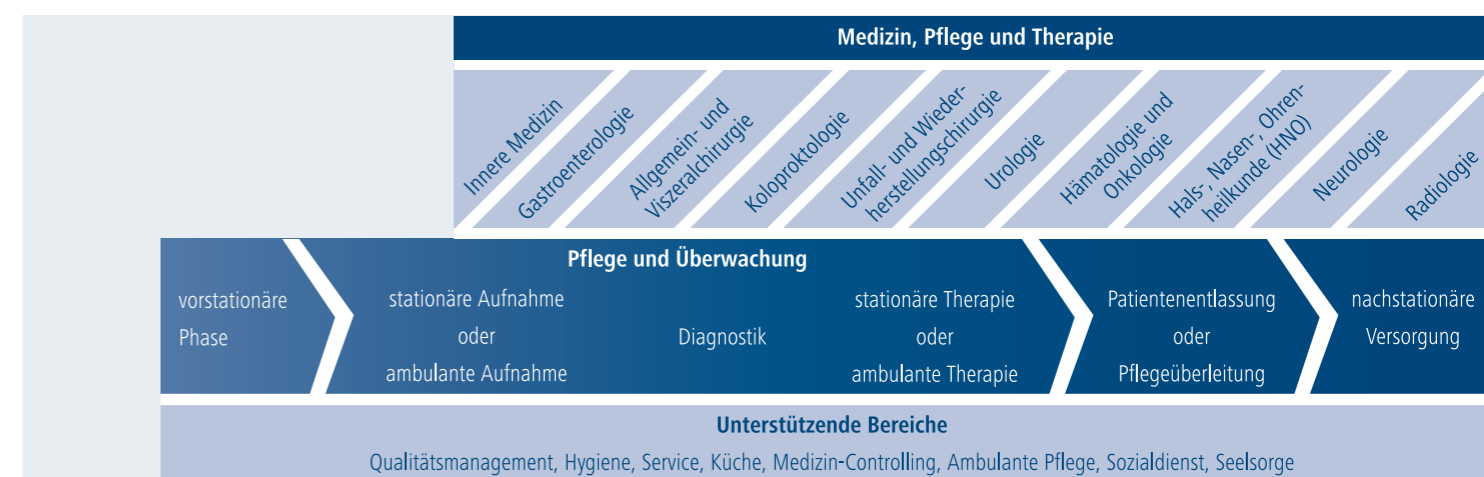 Medizin, Pflege und Therapie
Innere Medizin
Gastroenterologie
Allgemein- und
Viszeralchirurgie
Koloproktologie
Unfall- und Wieder-
herstellungschirurgie
Urologie
Hämatologie und
Onkologie
Hals-, Nasen-, Ohren-
heilkunde (HNO)
Neurologie
Radiologie
Pflege und Überwachung
vorstationäre
Phase
stationäre Aufnahme
oder
ambulante Aufnahme
Diagnostik
stationäre Therapie
oder
ambulante Therapie
Patientenentlassung
oder
Pflegeüberleitung
nachstationäre
Versorgung
Unterstützende Bereiche
Qualitätsmanagement, Hygiene, Service, Küche, Medizin-Controlling, Ambulante Pflege, Sozialdienst, Seelsorge